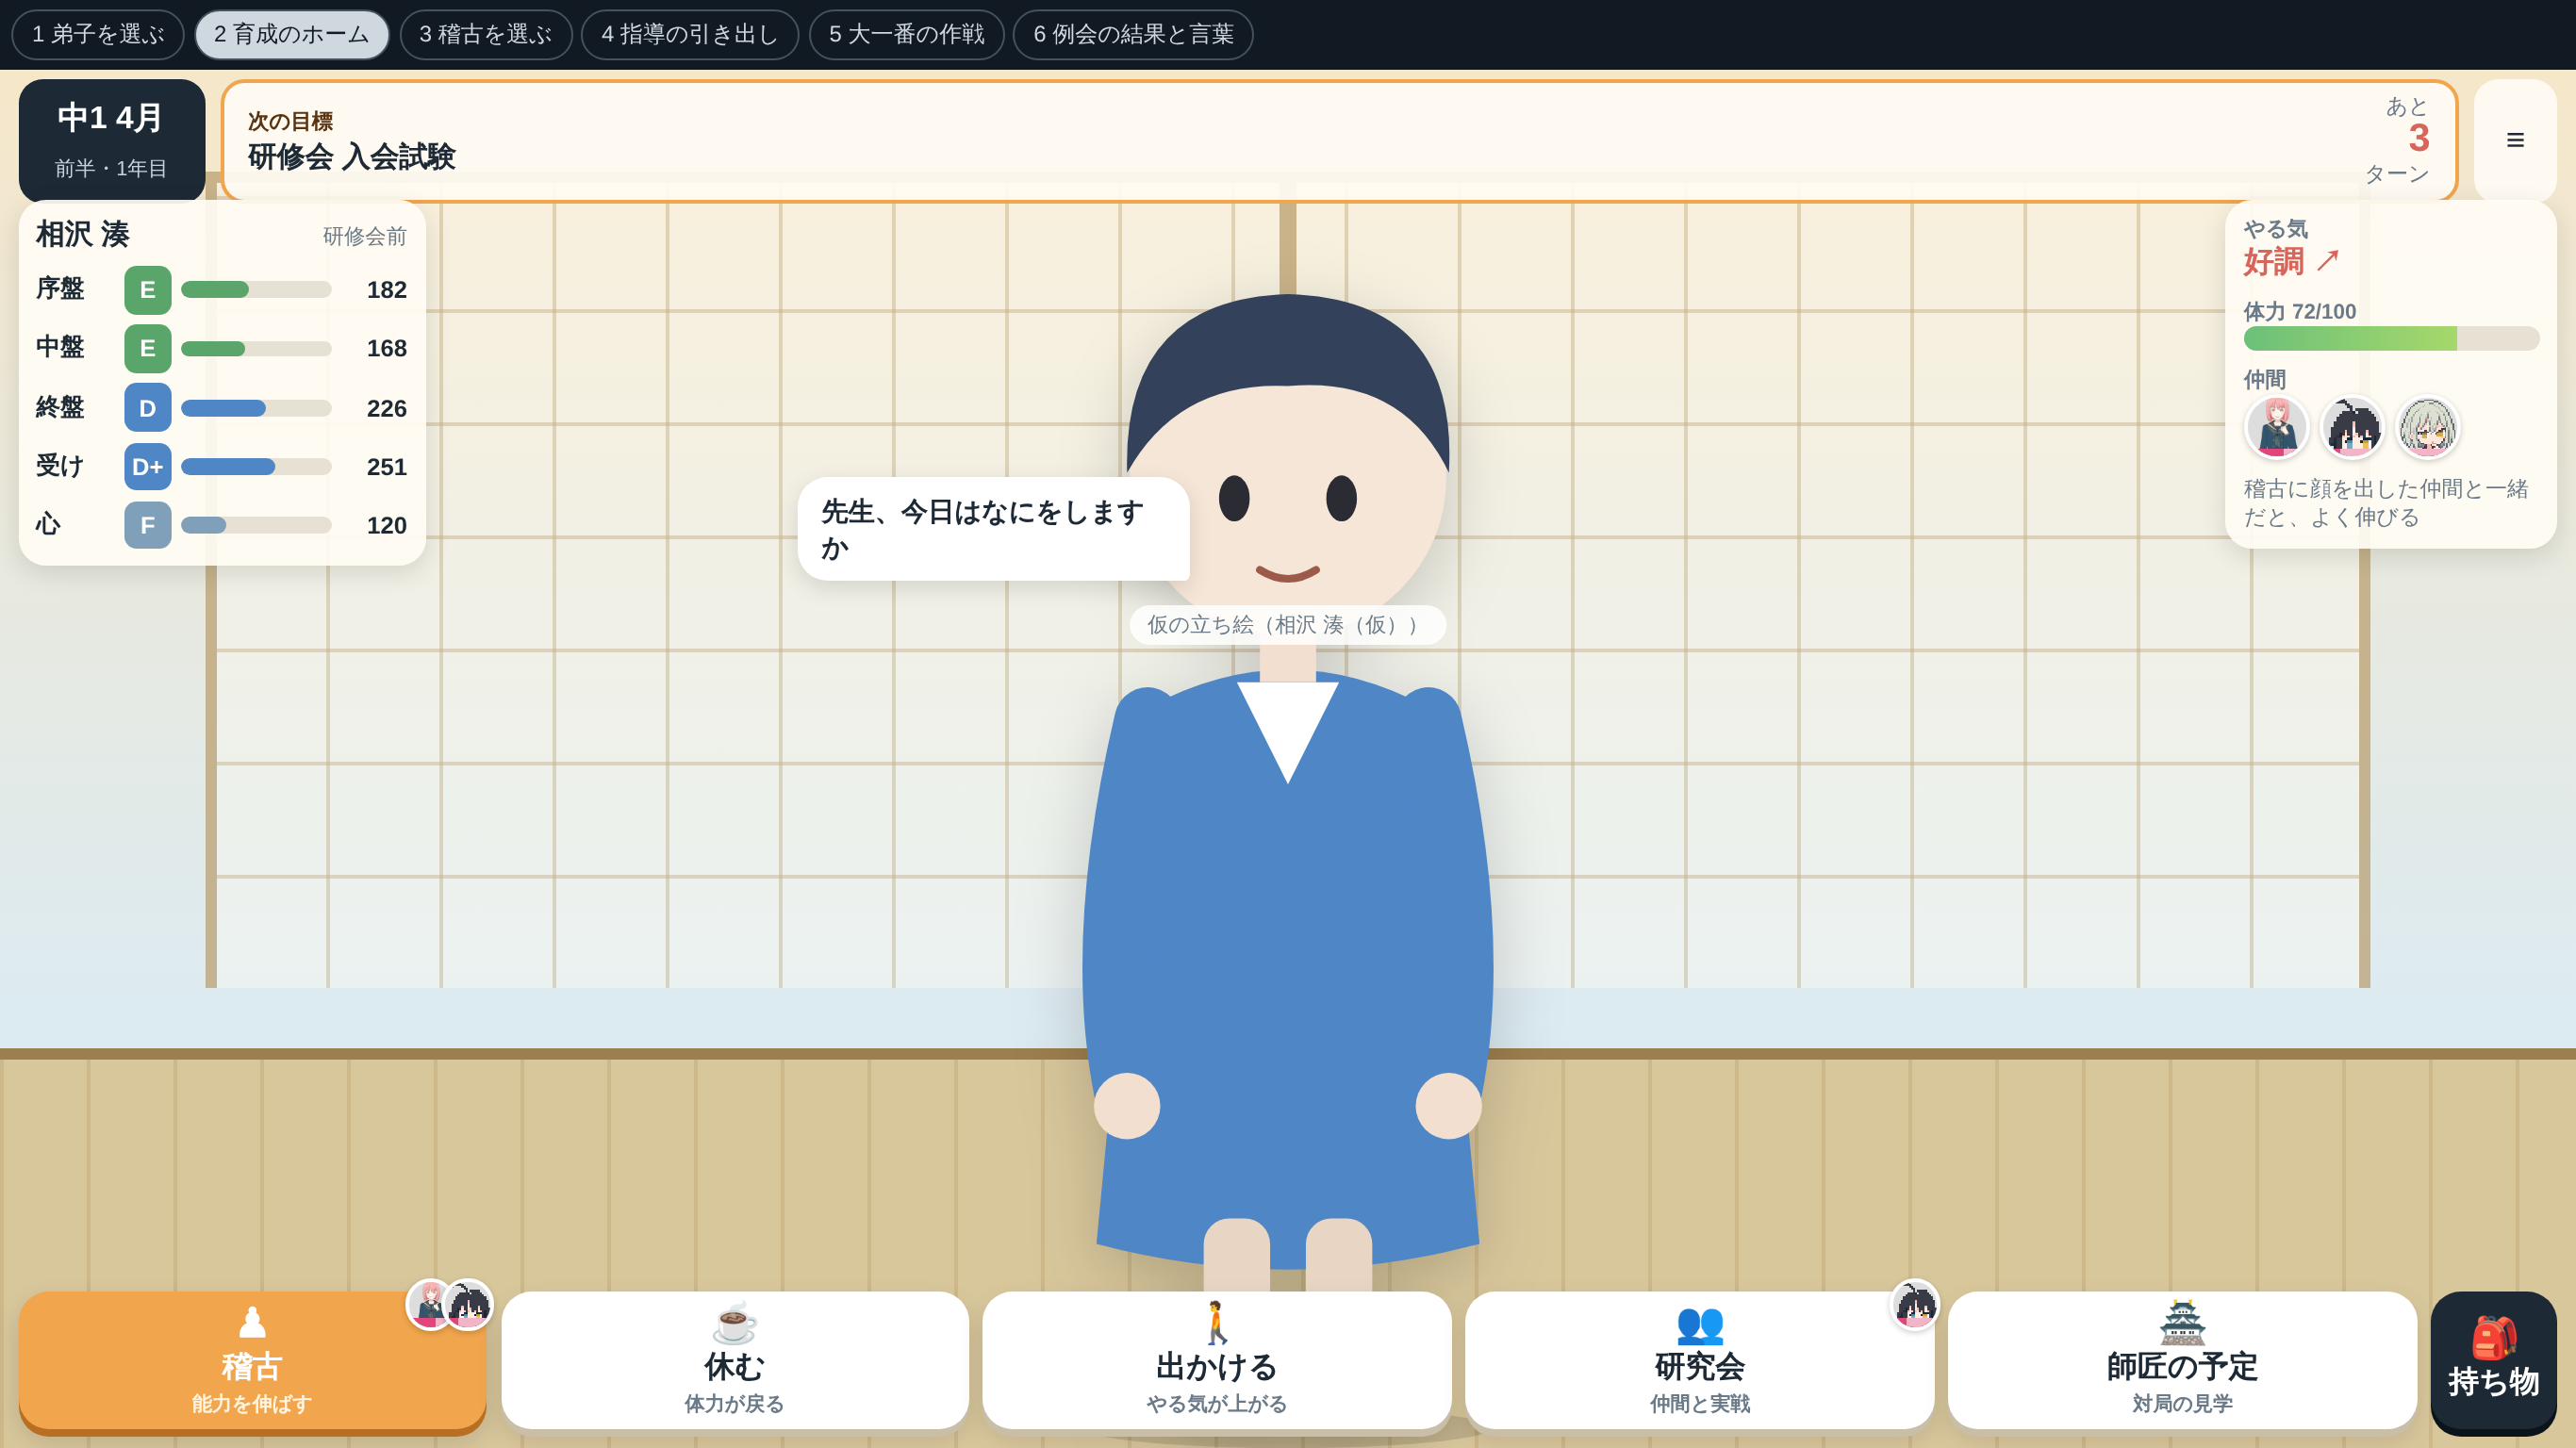 1 弟子を選ぶ
2 育成のホーム
3 稽古を選ぶ
4 指導の引き出し
5 大一番の作戦
6 例会の結果と言葉
中1 4月
前半・1年目
次の目標
研修会 入会試験
あと
3
ターン
≡
相沢 湊
研修会前
序盤 E 182
中盤 E 168
終盤 D 226
受け D+ 251
心 F 120
やる気
好調 ↗
体力 72/100
仲間
稽古に顔を出した仲間と一緒
だと、よく伸びる
先生、今日はなにをします
か
仮の立ち絵（相沢 湊（仮））
稽古
能力を伸ばす
休む
体力が戻る
出かける
やる気が上がる
研究会
仲間と実戦
師匠の予定
対局の見学
持ち物